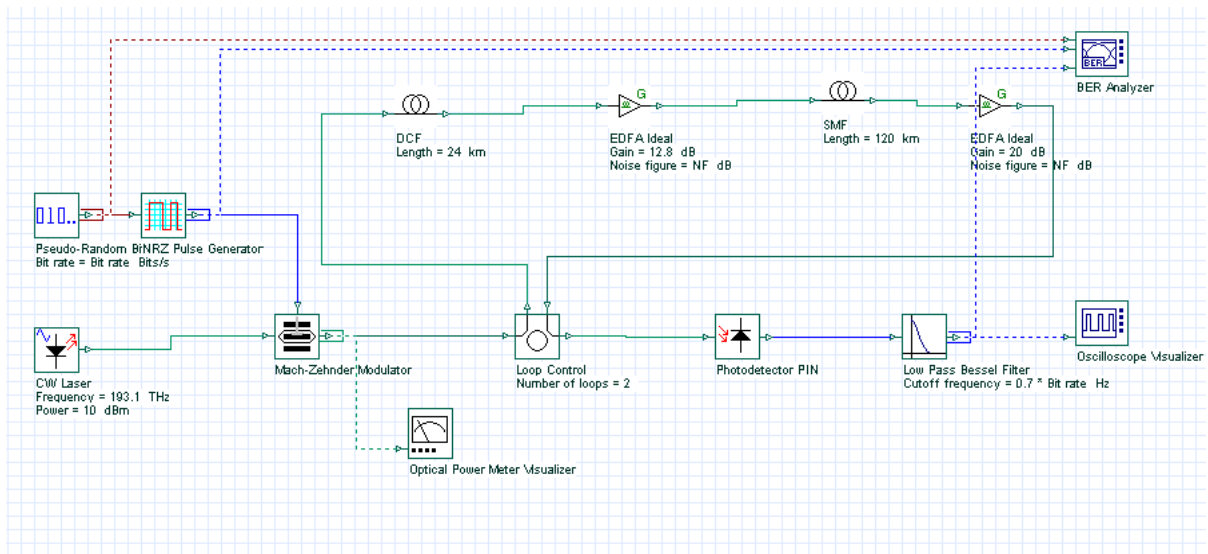 BER
BER Analyzer
G
DCF
Length = 24 km
EDFA Ideal
Gain = 12.8 dB
Noise figure = NF dB
SMF
Length = 120 km
G
EDFA Ideal
Gain = 20 dB
Noise figure = NF dB
010..
Pseudo-Random Bi
NRZ Pulse Generator
Bit rate = Bit rate Bits/s
CW Laser
Frequency = 193.1 THz
Power = 10 dBm
Mach-Zehnder Modulator
Loop Control
Number of loops = 2
Photodetector PIN
Low Pass Bessel Filter
Cutoff frequency = 0.7 * Bit rate Hz
Oscilloscope Visualizer
Optical Power Meter Visualizer